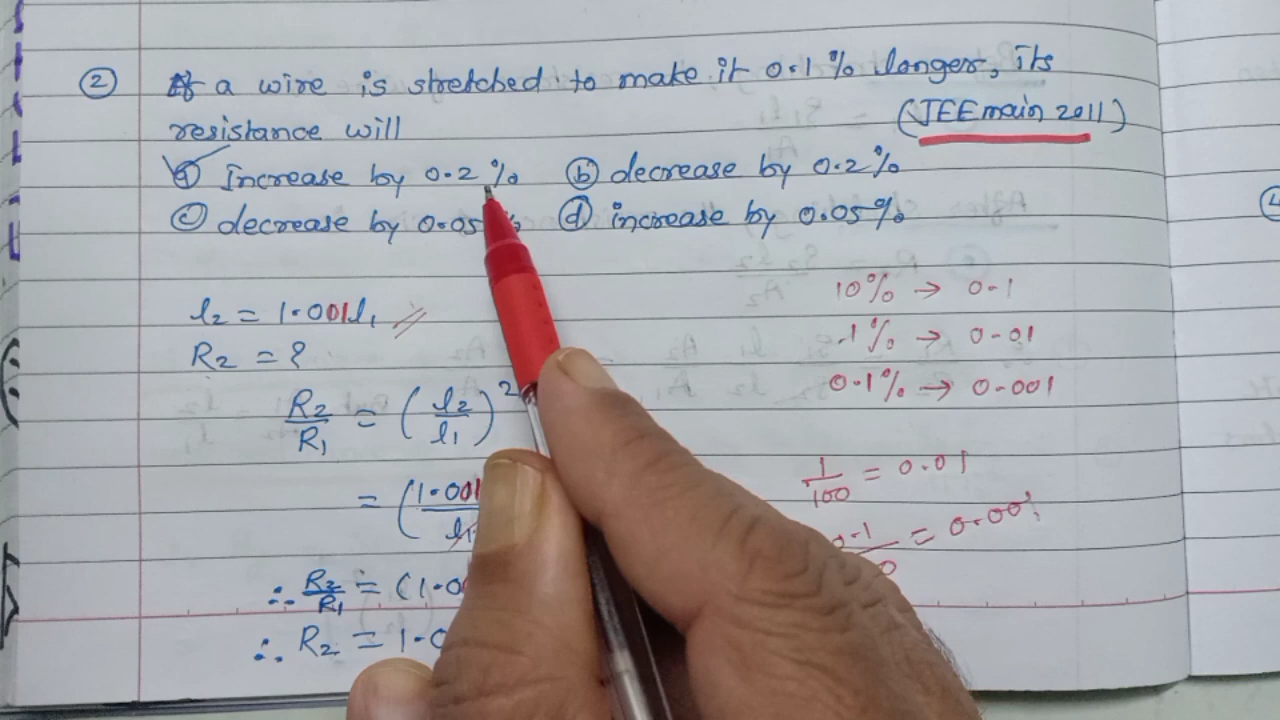 ② If a wire is stretched to make it 0.1% longer, its
resistance will (JEE main 2011)
ⓐ Increase by 0.2% ⓑ decrease by 0.2%
ⓒ decrease by 0.05% ⓓ increase by 0.05%
l₂ = 1.001l₁
R₂ = ?
R₂/R₁ = (l₂/l₁)²
= (1.001
l₁
∴ R₂/R₁ = (1.0
∴ R₂ = 1.0
10% → 0.1
1% → 0.01
0.1% → 0.001
1/100 = 0.01
0.1 = 0.001